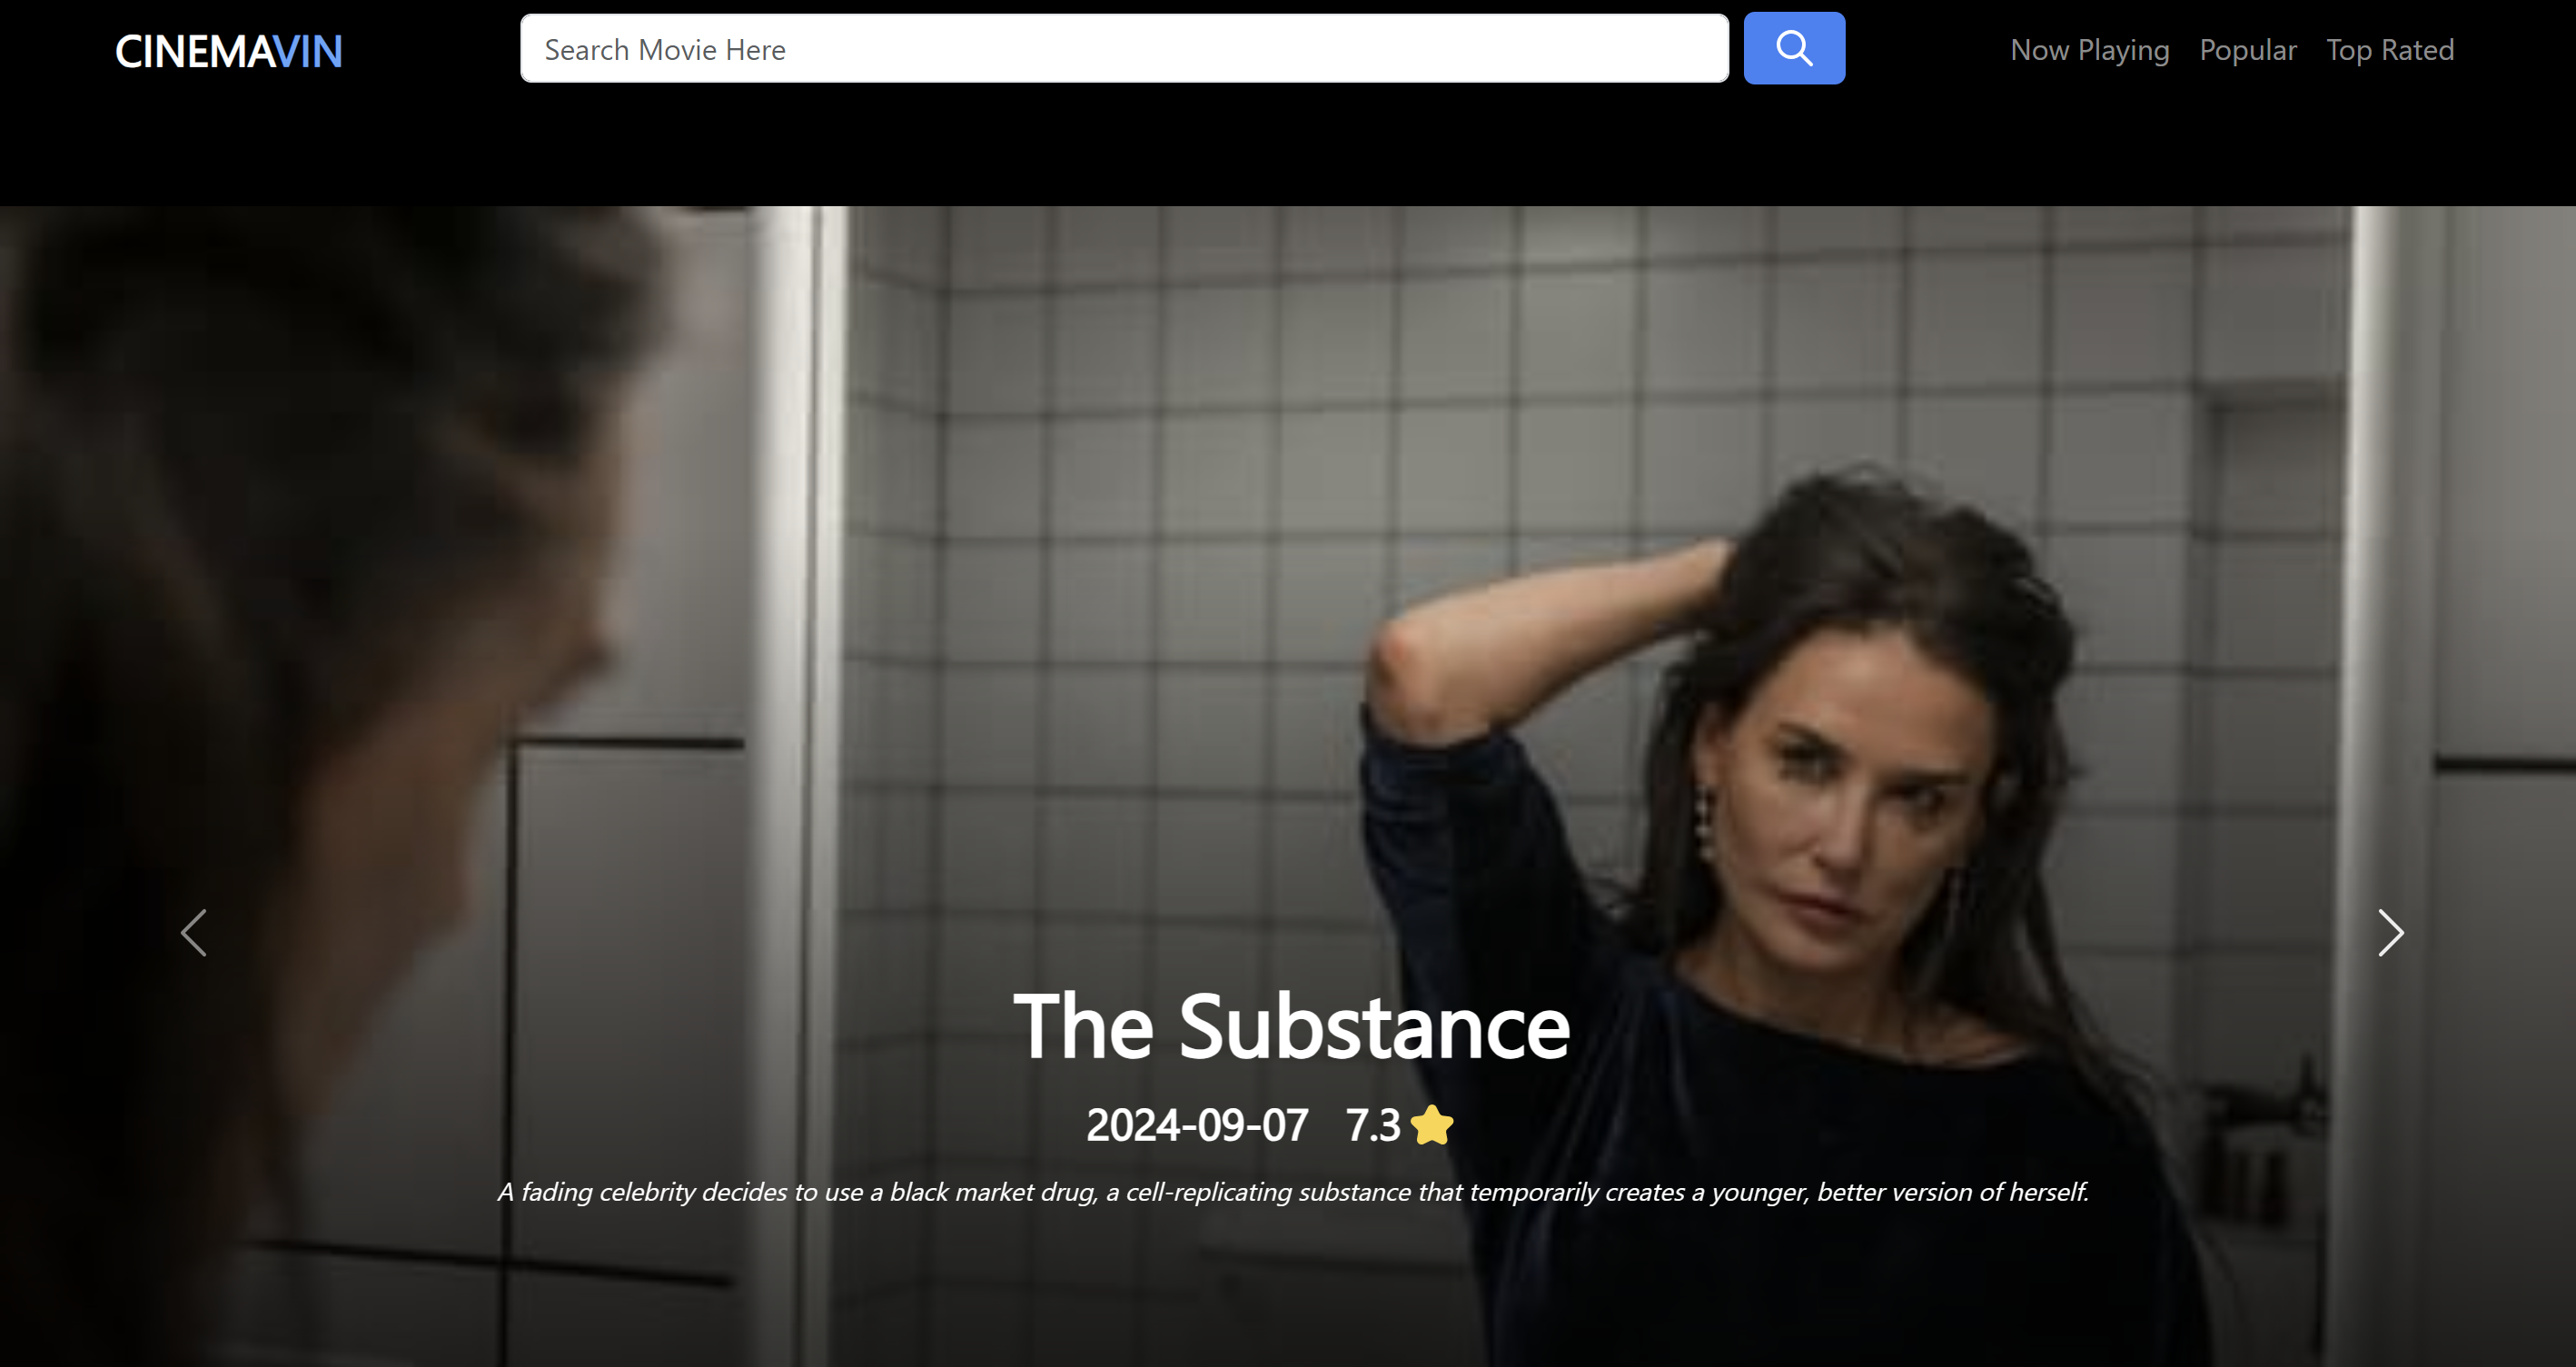 CINEMAVIN
Search Movie Here
Now Playing Popular Top Rated
The Substance
2024-09-07 7.3
A fading celebrity decides to use a black market drug, a cell-replicating substance that temporarily creates a younger, better version of herself.